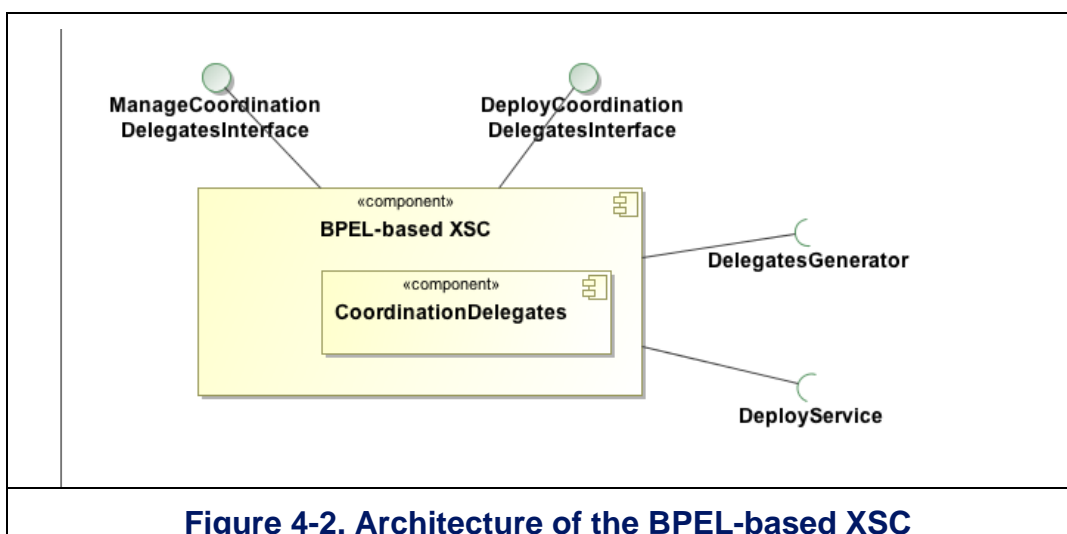 ManageCoordination
DelegatesInterface
DeployCoordination
DelegatesInterface
«component»
BPEL-based XSC
«component»
CoordinationDelegates
DelegatesGenerator
DeployService
Figure 4-2. Architecture of the BPEL-based XSC